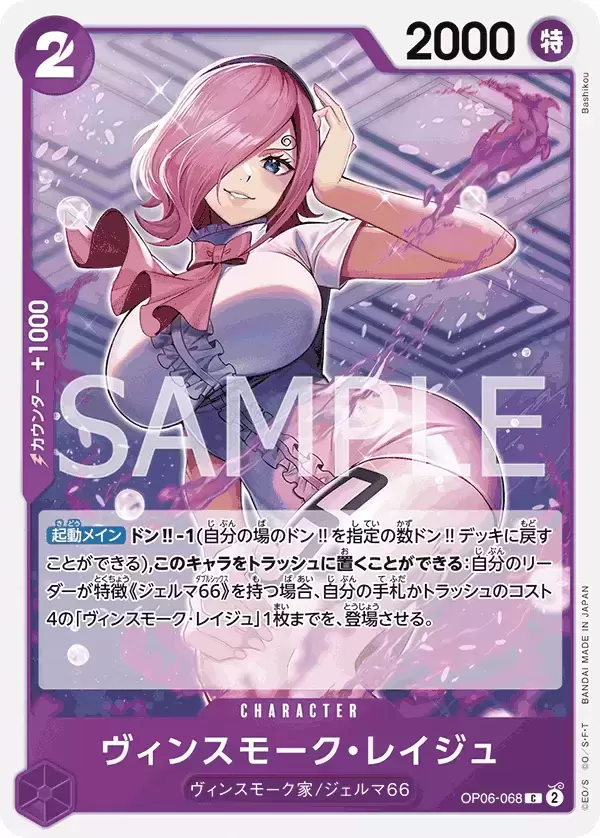 2
2000
特
Bashikou
カウンター +1000
SAMPLE
起動メイン ドン!!-1(自分の場のドン!!を指定の数ドン!!デッキに戻す
ことができる),このキャラをトラッシュに置くことができる:自分のリー
ダーが特徴《ジェルマ66》を持つ場合、自分の手札かトラッシュのコスト
4の「ヴィンスモーク・レイジュ」1枚までを、登場させる。
CHARACTER
ヴィンスモーク・レイジュ
ヴィンスモーク家/ジェルマ66
OP06-068 C 2
©E.O/S ©O/S・F・T BANDAI MADE IN JAPAN